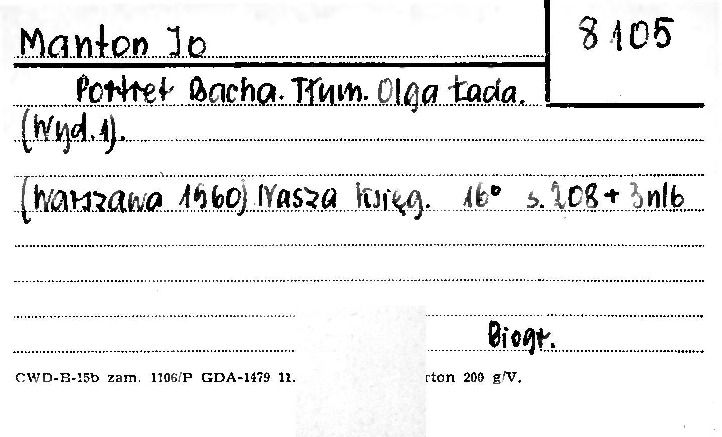 Manton Jo
8105
Portret Bacha. Tłum. Olga Łada.
(Wyd. 1).
(Warszawa 1960) Nasza Księg. 16° s. 208 + 3 nlb
Biogr.
CWD-B-15b zam. 1106/P GDA-1479 11. rton 200 g/V.